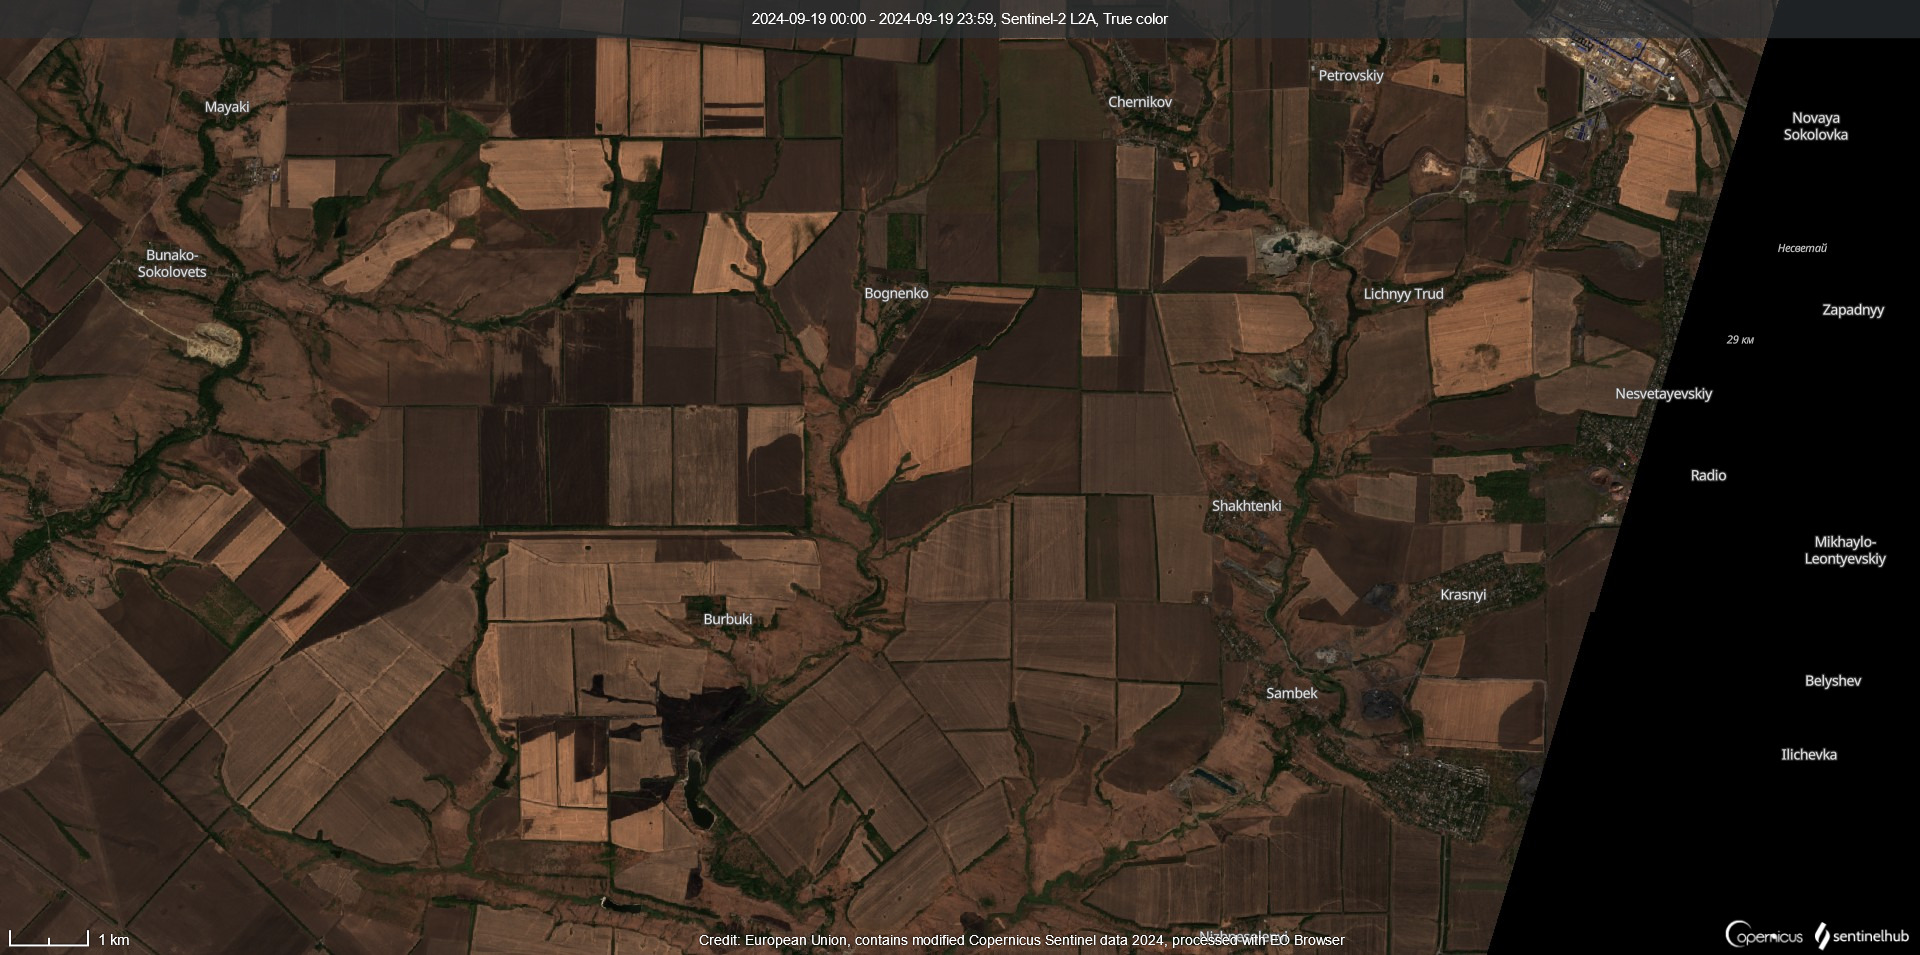 2024-09-19 00:00 - 2024-09-19 23:59, Sentinel-2 L2A, True color
Petrovskiy
Chernikov
Mayaki
Novaya
Sokolovka
Несветай
Bunako-
Sokolovets
Bognenko
Lichnyy Trud
Zapadnyy
29 км
Nesvetayevskiy
Radio
Shakhtenki
Mikhaylo-
Leontyevskiy
Krasnyi
Burbuki
Belyshev
Sambek
Ilichevka
1 km
Credit: European Union, contains modified Copernicus Sentinel data 2024, processed with EO Browser
Copernicus
sentinelhub